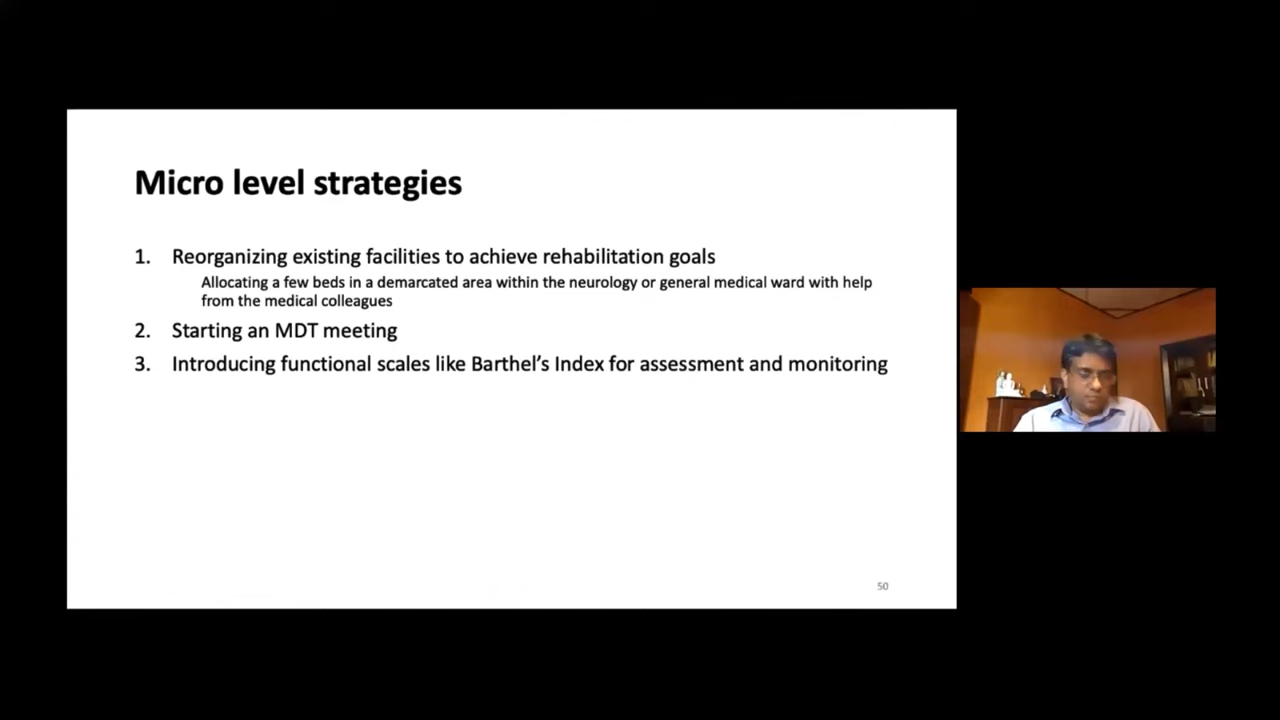 Micro level strategies
1. Reorganizing existing facilities to achieve rehabilitation goals
Allocating a few beds in a demarcated area within the neurology or general medical ward with help
from the medical colleagues
2. Starting an MDT meeting
3. Introducing functional scales like Barthel’s Index for assessment and monitoring
50